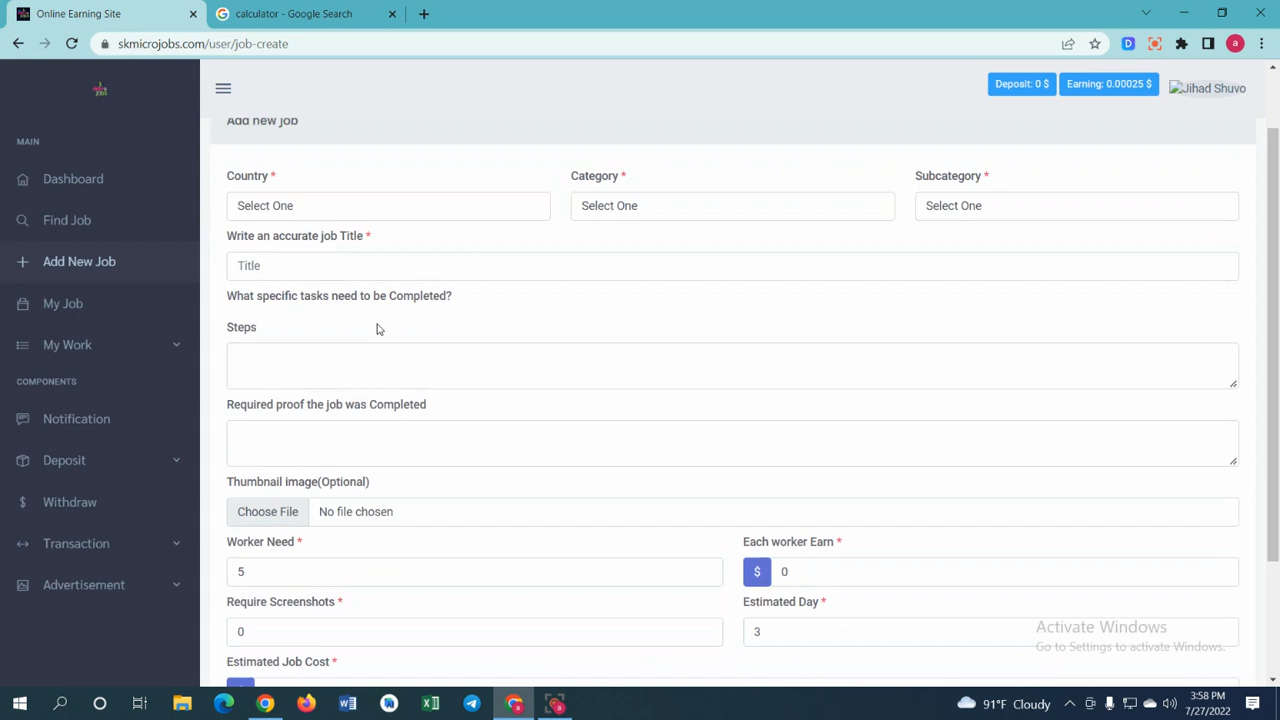 Online Earning Site
calculator - Google Search
skmicrojobs.com/user/job-create
D
a
Deposit: 0 $
Earning: 0.00025 $
Jihad Shuvo
MAIN
Dashboard
Find Job
Add New Job
My Job
My Work
COMPONENTS
Notification
Deposit
Withdraw
Transaction
Advertisement
Add new job
Country *
Category *
Subcategory *
Select One
Select One
Select One
Write an accurate job Title *
Title
What specific tasks need to be Completed?
Steps
Required proof the job was Completed
Thumbnail image(Optional)
Choose File No file chosen
Worker Need *
Each worker Earn *
5
$ 0
Require Screenshots *
Estimated Day *
0
3
Estimated Job Cost *
Activate Windows
Go to Settings to activate Windows.
91°F Cloudy
3:58 PM
7/27/2022